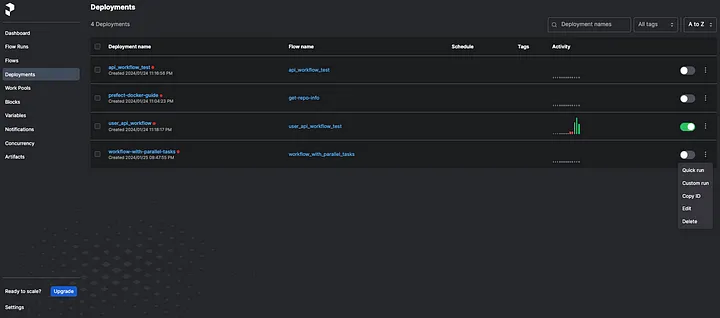 Deployments
4 Deployments
Deployment names
All tags
A to Z
Dashboard
Flow Runs
Flows
Deployments
Work Pools
Blocks
Variables
Notifications
Concurrency
Artifacts
Deployment name
Flow name
Schedule
Tags
Activity
api_workflow_test
Created 2024/01/24 11:18:58 PM
api_workflow_test
prefect-docker-guide
Created 2024/01/24 11:04:23 PM
get-repo-info
user_api_workflow
Created 2024/01/24 11:18:17 PM
user_api_workflow_test
workflow-with-parallel-tasks
Created 2024/01/25 08:47:55 PM
workflow_with_parallel_tasks
Quick run
Custom run
Copy ID
Edit
Delete
Ready to scale?
Upgrade
Settings